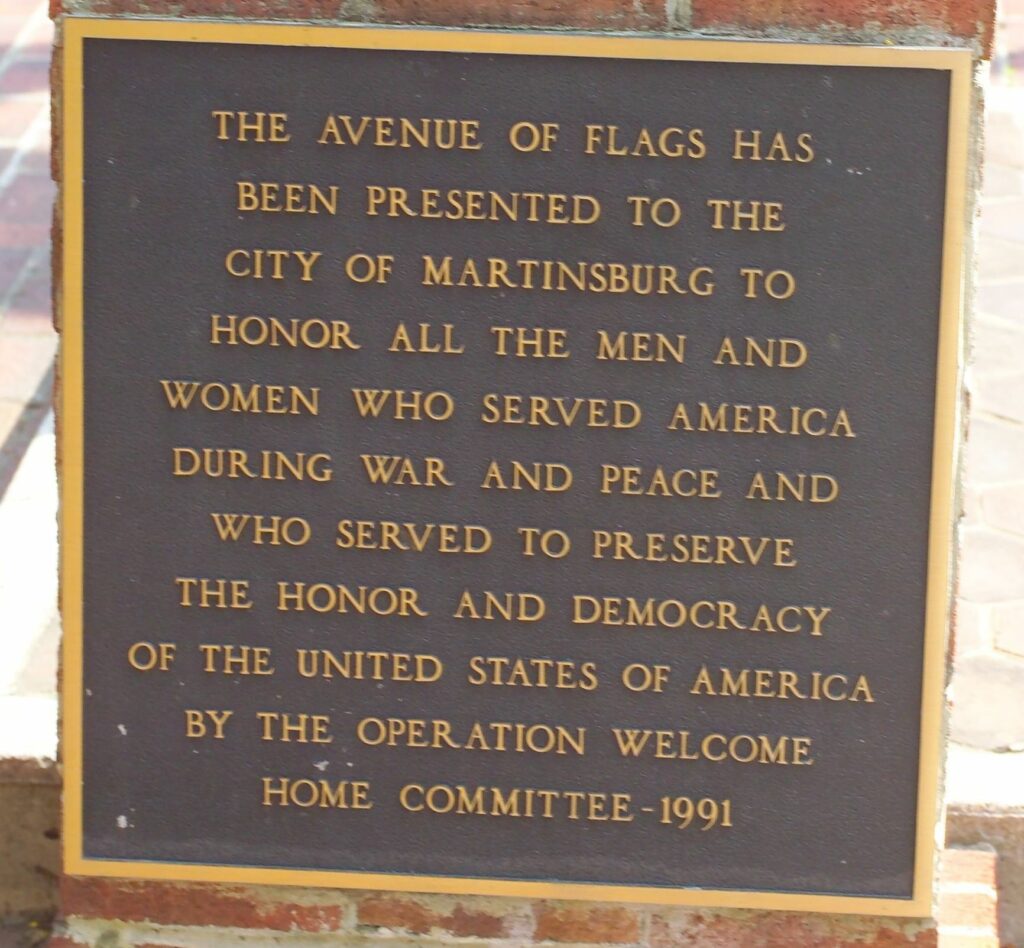 THE AVENUE OF FLAGS HAS
BEEN PRESENTED TO THE
CITY OF MARTINSBURG TO
HONOR ALL THE MEN AND
WOMEN WHO SERVED AMERICA
DURING WAR AND PEACE AND
WHO SERVED TO PRESERVE
THE HONOR AND DEMOCRACY
OF THE UNITED STATES OF AMERICA
BY THE OPERATION WELCOME
HOME COMMITTEE-1991